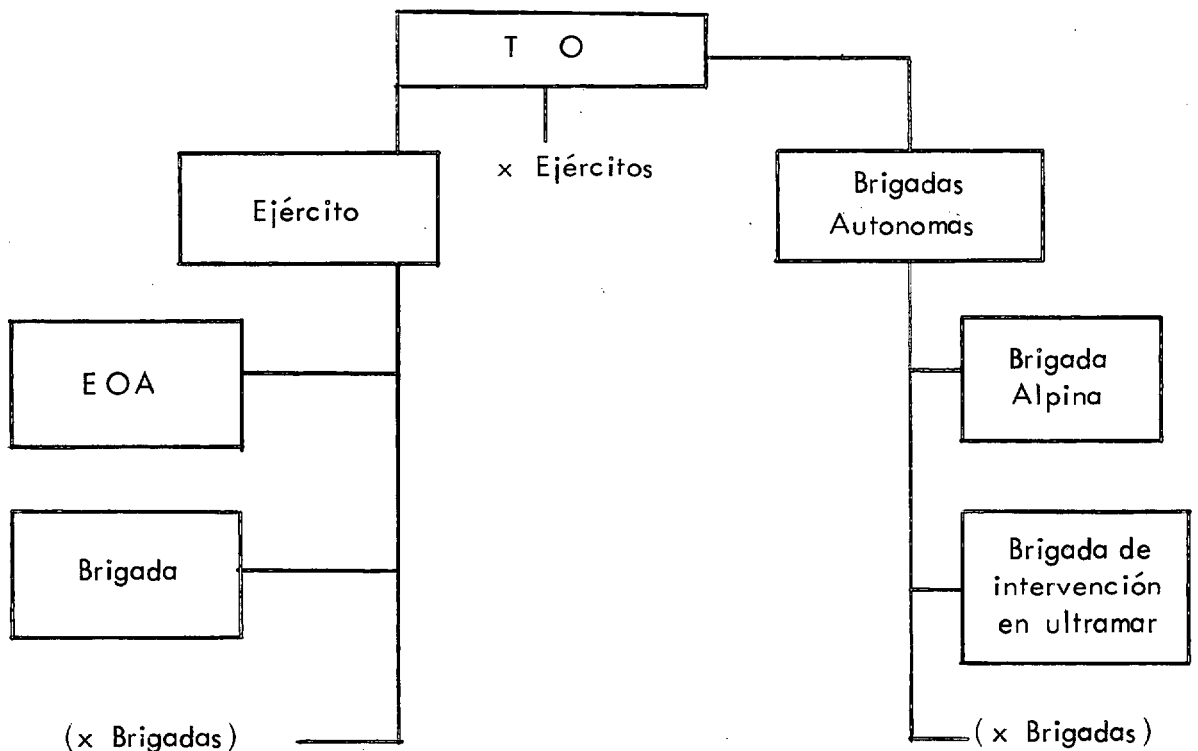 T O
x Ejércitos
Ejército
Brigadas
Autonomas
EOA
Brigada
Alpina
Brigada
Brigada de
intervención
en ultramar
(x Brigadas)
(x Brigadas)